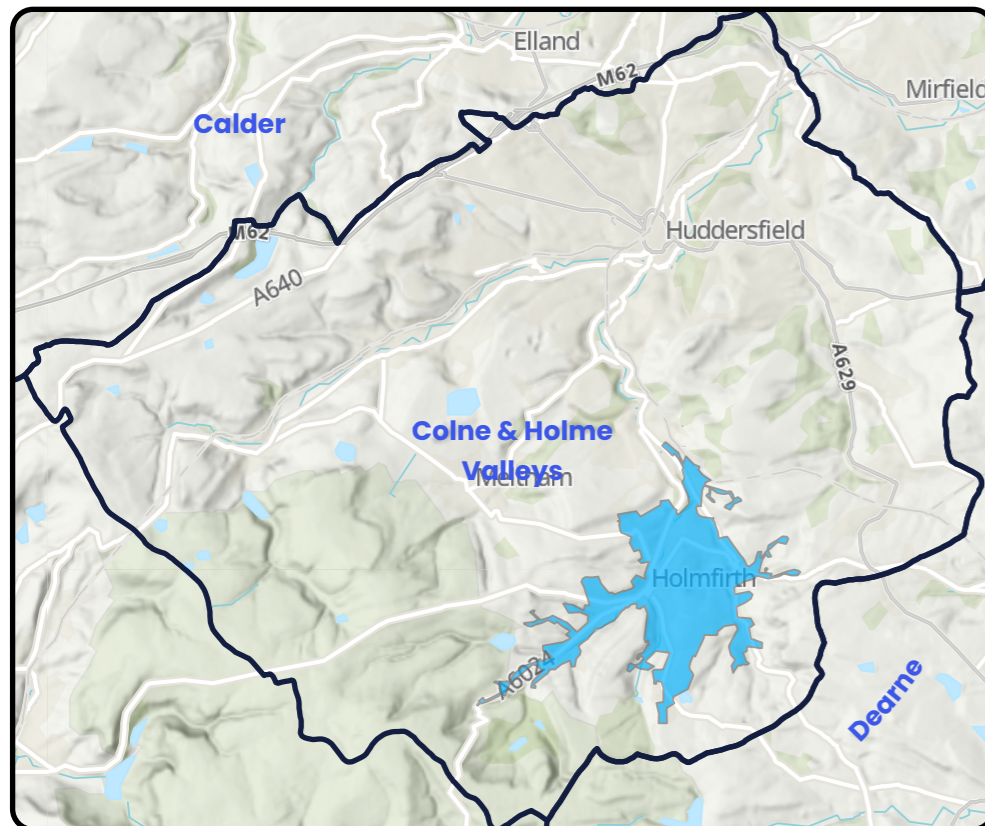 Elland
M62
Mirfield
Calder
Huddersfield
M62
A640
A629
Colne & Holme
Valleys
Meltham
Holmfirth
A6024
Dearne